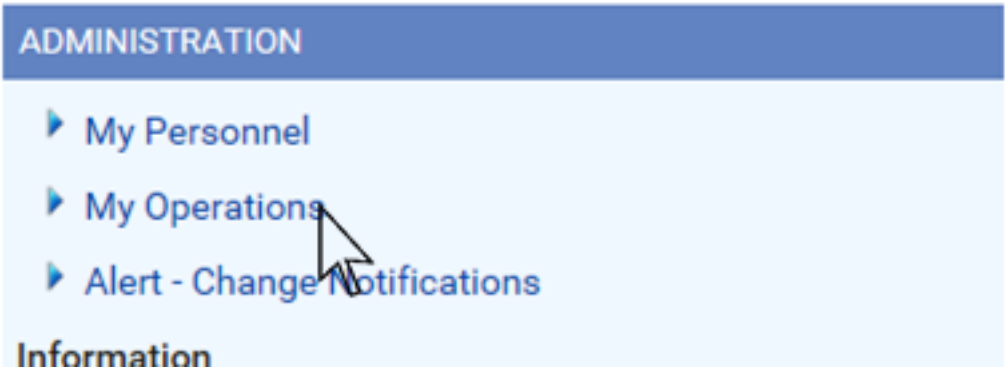 ADMINISTRATION
My Personnel
My Operations
Alert - Change Notifications
Information